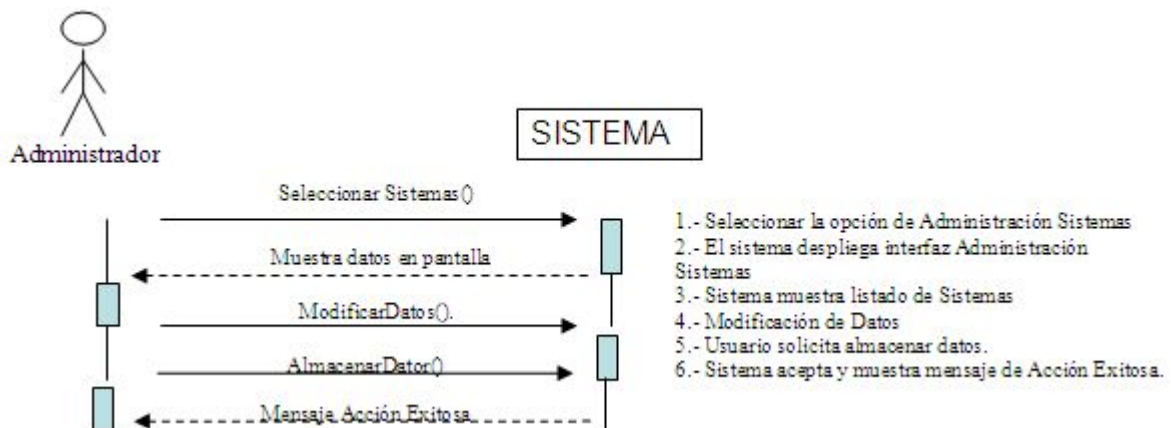 Administrador
SISTEMA
Seleccionar Sistemas()
Muestra datos en pantalla
ModificarDatos().
AlmacenarDator()
Mensaje Acción Exitosa
1.- Seleccionar la opción de Administración Sistemas
2.- El sistema despliega interfaz Administración
Sistemas
3.- Sistema muestra listado de Sistemas
4.- Modificación de Datos
5.- Usuario solicita almacenar datos.
6.- Sistema acepta y muestra mensaje de Acción Exitosa.